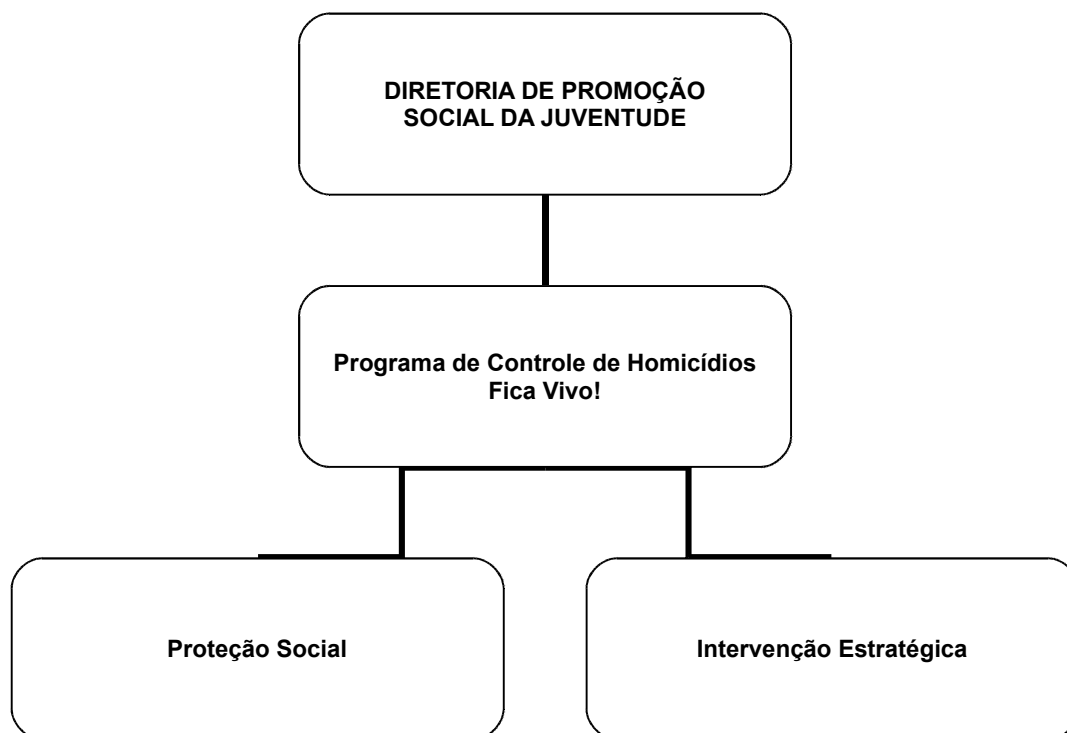 DIRETORIA DE PROMOÇÃO
SOCIAL DA JUVENTUDE
Programa de Controle de Homicídios
Fica Vivo!
Proteção Social
Intervenção Estratégica